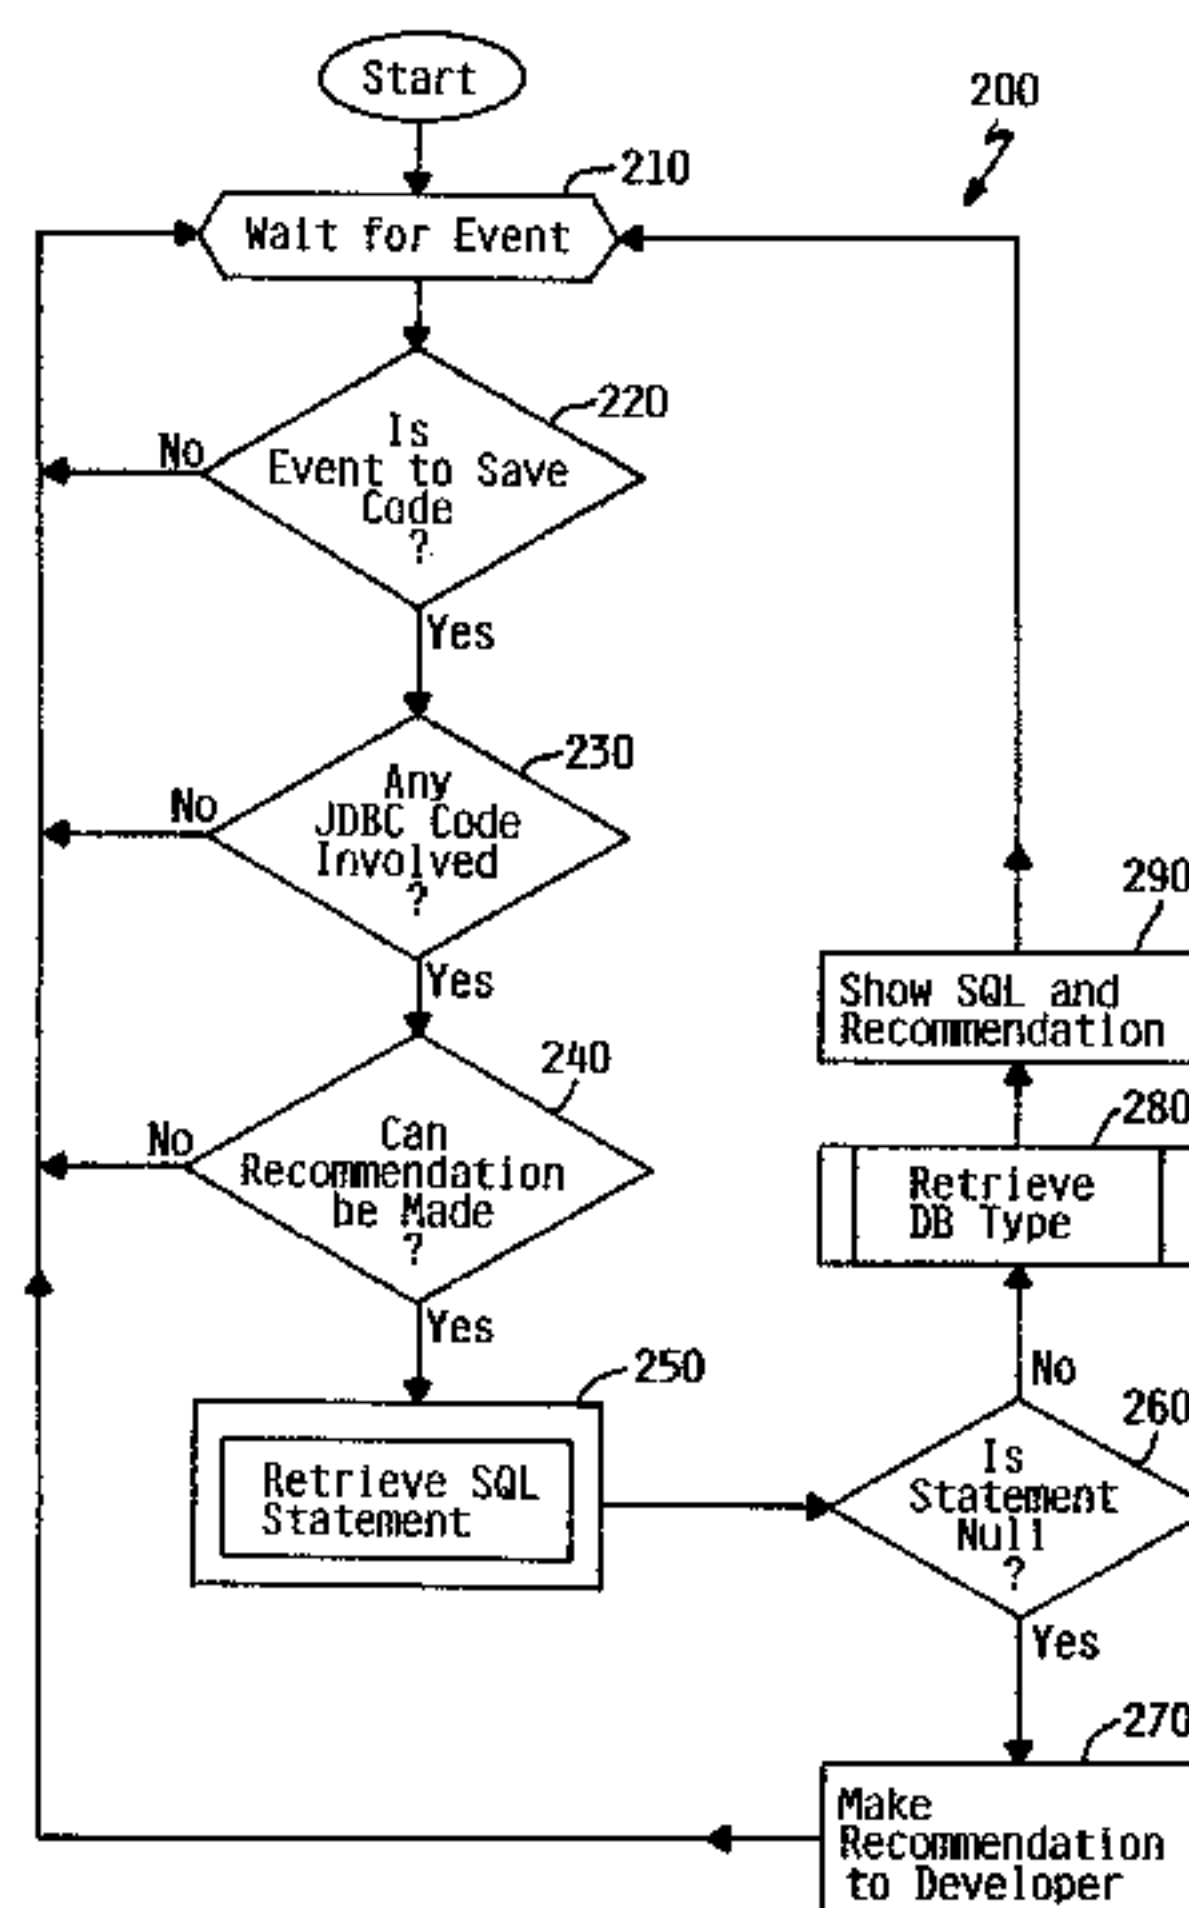 Start
200
210
Wait for Event
220
Is
Event to Save
Code
?
No
Yes
230
Any
JDBC Code
Involved
?
No
Yes
240
Can
Recommendation
be Made
?
No
Yes
250
Retrieve SQL
Statement
290
Show SQL and
Recommendation
280
Retrieve
DB Type
No
260
Is
Statement
Null
?
Yes
270
Make
Recommendation
to Developer